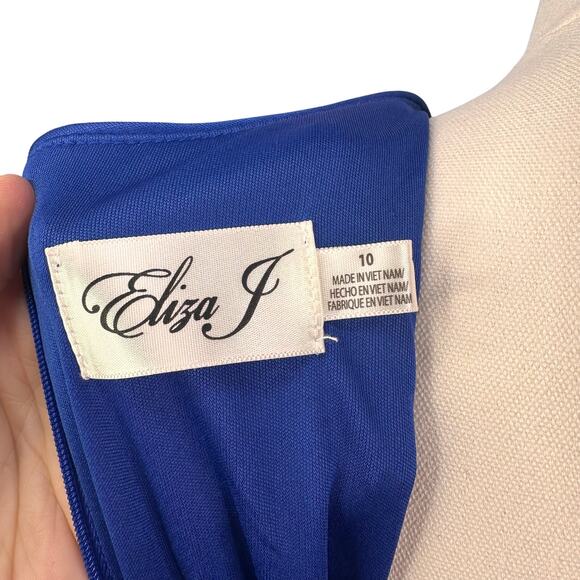 Eliza J
10
MADE IN VIET NAM/
HECHO EN VIET NAM/
FABRIQUE EN VIET NAM